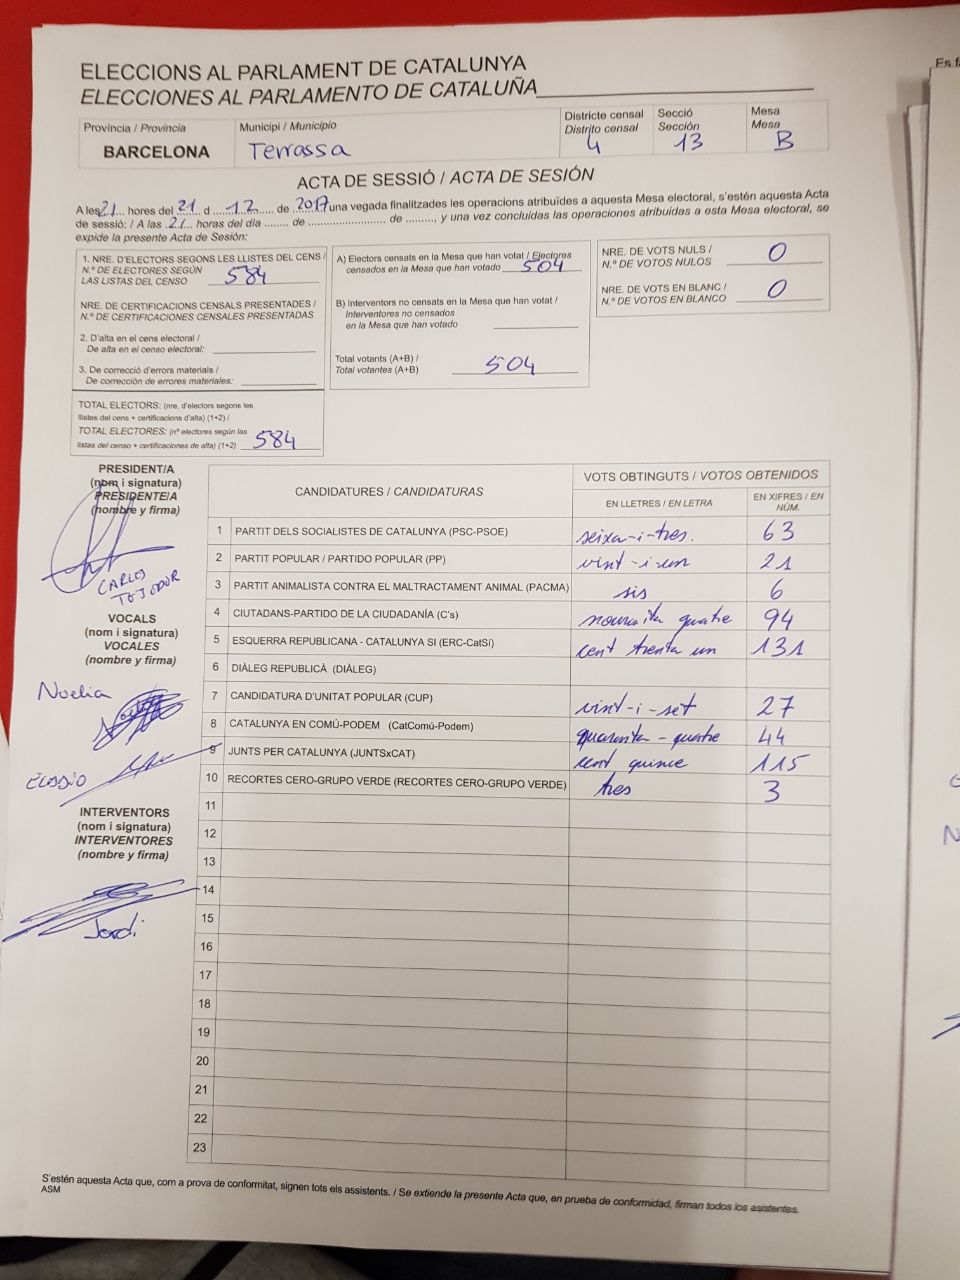 ELECCIONS AL PARLAMENT DE CATALUNYA
ELECCIONES AL PARLAMENTO DE CATALUÑA
Província / Provincia
BARCELONA
Municipi / Municipio
Terrassa
Districte censal
Distrito censal
4
Secció
Sección
13
Mesa
Mesa
B
ACTA DE SESSIÓ / ACTA DE SESIÓN
A les 21 hores del 21 d 12 de 2017 una vegada finalitzades les operacions atribuïdes a aquesta Mesa electoral, s'estén aquesta Acta
de sessió: / A las 21 horas del día ........ de ........................ de .......... y una vez concluidas las operaciones atribuidas a esta Mesa electoral, se
expide la presente Acta de Sesión:
1. NRE. D'ELECTORS SEGONS LES LLISTES DEL CENS /
N.º DE ELECTORES SEGÚN
LAS LISTAS DEL CENSO 584
NRE. DE CERTIFICACIONS CENSALS PRESENTADES /
N.º DE CERTIFICACIONES CENSALES PRESENTADAS
2. D'alta en el cens electoral /
De alta en el censo electoral:
3. De correcció d'errors materials /
De corrección de errores materiales:
TOTAL ELECTORS: (nre. d'electors segons les
llistes del cens + certificacions d'alta) (1+2) /
TOTAL ELECTORES: (nº electores según las
listas del censo + certificaciones de alta) (1+2) 584
A) Electors censats en la Mesa que han votat / Electores
censados en la Mesa que han votado 504
B) Interventors no censats en la Mesa que han votat /
Interventores no censados
en la Mesa que han votado
Total votants (A+B) /
Total votantes (A+B) 504
NRE. DE VOTS NULS /
N.º DE VOTOS NULOS 0
NRE. DE VOTS EN BLANC /
N.º DE VOTOS EN BLANCO 0
PRESIDENT/A
(nom i signatura)
PRESIDENTE/A
(nombre y firma)
CARLOS
VOCALS
(nom i signatura)
VOCALES
(nombre y firma)
Noelia
INTERVENTORS
(nom i signatura)
INTERVENTORES
(nombre y firma)
Jordi
CANDIDATURES / CANDIDATURAS
VOTS OBTINGUTS / VOTOS OBTENIDOS
EN LLETRES / EN LETRA
EN XIFRES / EN
NÚM.
1 PARTIT DELS SOCIALISTES DE CATALUNYA (PSC-PSOE) seixa-i-tres. 63
2 PARTIT POPULAR / PARTIDO POPULAR (PP) vint-i-un 21
3 PARTIT ANIMALISTA CONTRA EL MALTRACTAMENT ANIMAL (PACMA) sis 6
4 CIUTADANS-PARTIDO DE LA CIUDADANÍA (C's) quatre 94
5 ESQUERRA REPUBLICANA - CATALUNYA SI (ERC-CatSí) cent trenta un 131
6 DIÀLEG REPUBLICÀ (DIÀLEG)
7 CANDIDATURA D'UNITAT POPULAR (CUP) vint-i-set 27
8 CATALUNYA EN COMÚ-PODEM (CatComú-Podem) quaranta-quatre 44
9 JUNTS PER CATALUNYA (JUNTSxCAT) cent quince 115
10 RECORTES CERO-GRUPO VERDE (RECORTES CERO-GRUPO VERDE) tres 3
11
12
13
14
15
16
17
18
19
20
21
22
23
S'estén aquesta Acta que, com a prova de conformitat, signen tots els assistents. / Se extiende la presente Acta que, en prueba de conformidad, firman todos los asistentes.
ASM